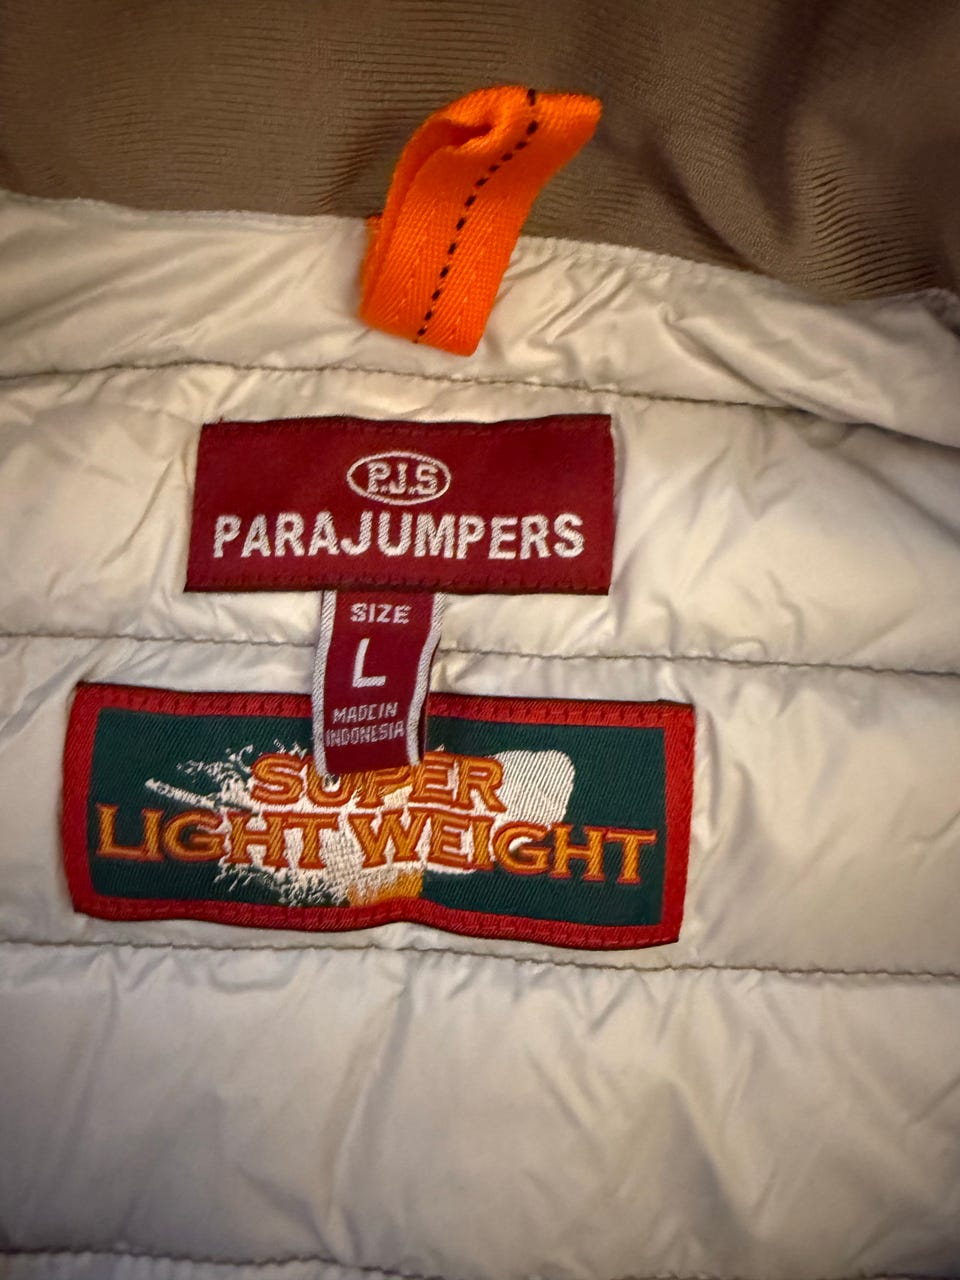 P.J.S
PARAJUMPERS
SIZE
L
MADE IN
INDONESIA
SUPER
LIGHT WEIGHT